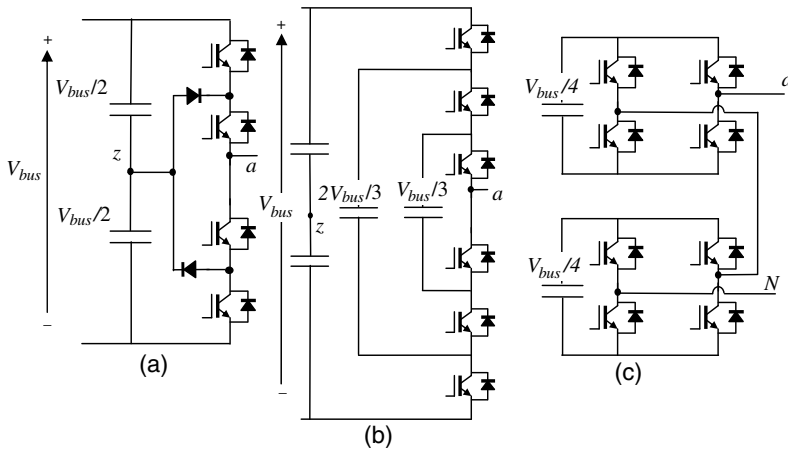 +
V_bus/2
z
a
V_bus
V_bus/2
−
(a)
+
2V_bus/3
V_bus/3
a
V_bus
z
−
(b)
V_bus/4
a
V_bus/4
N
(c)